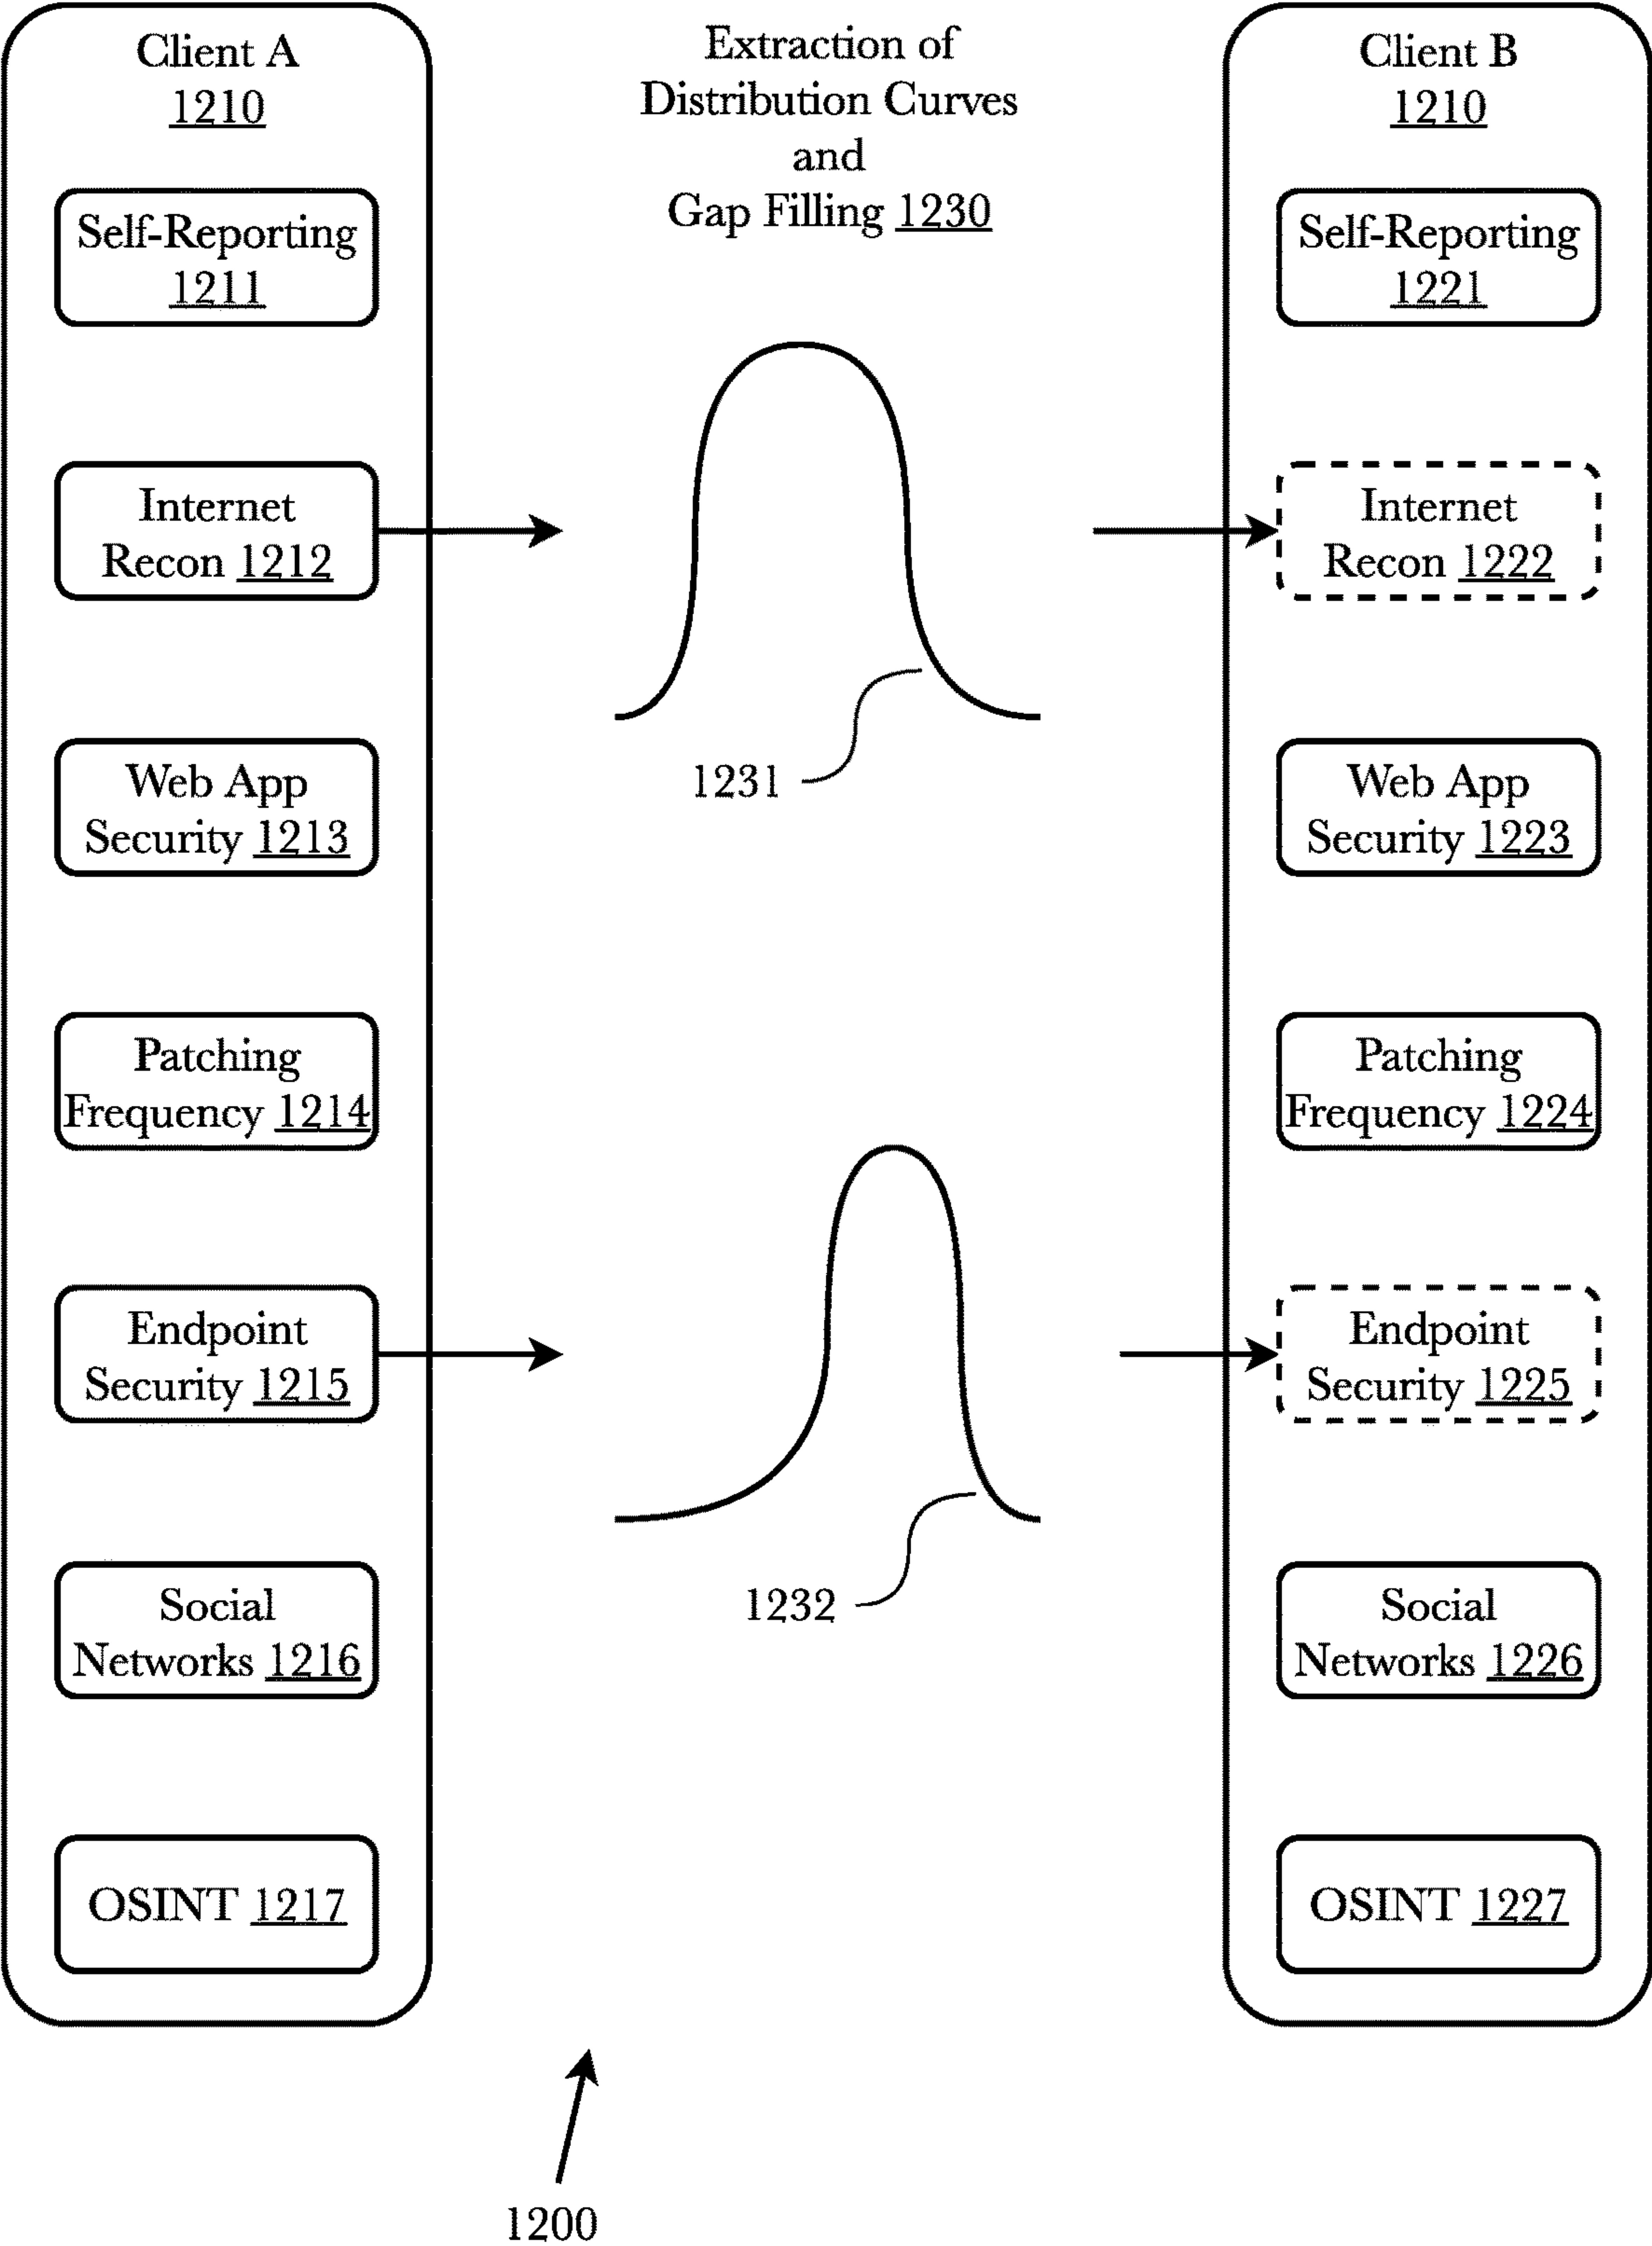 Client A
1210
Self-Reporting
1211
Internet
Recon 1212
Web App
Security 1213
Patching
Frequency 1214
Endpoint
Security 1215
Social
Networks 1216
OSINT 1217
Extraction of
Distribution Curves
and
Gap Filling 1230
1231
1232
Client B
1210
Self-Reporting
1221
Internet
Recon 1222
Web App
Security 1223
Patching
Frequency 1224
Endpoint
Security 1225
Social
Networks 1226
OSINT 1227
1200